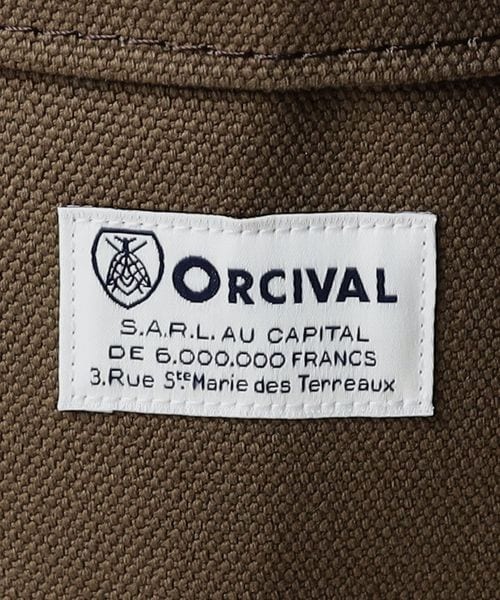 ORCIVAL
S.A.R.L. AU CAPITAL
DE 6.000.000 FRANCS
3.Rue Ste.Marie des Terreaux